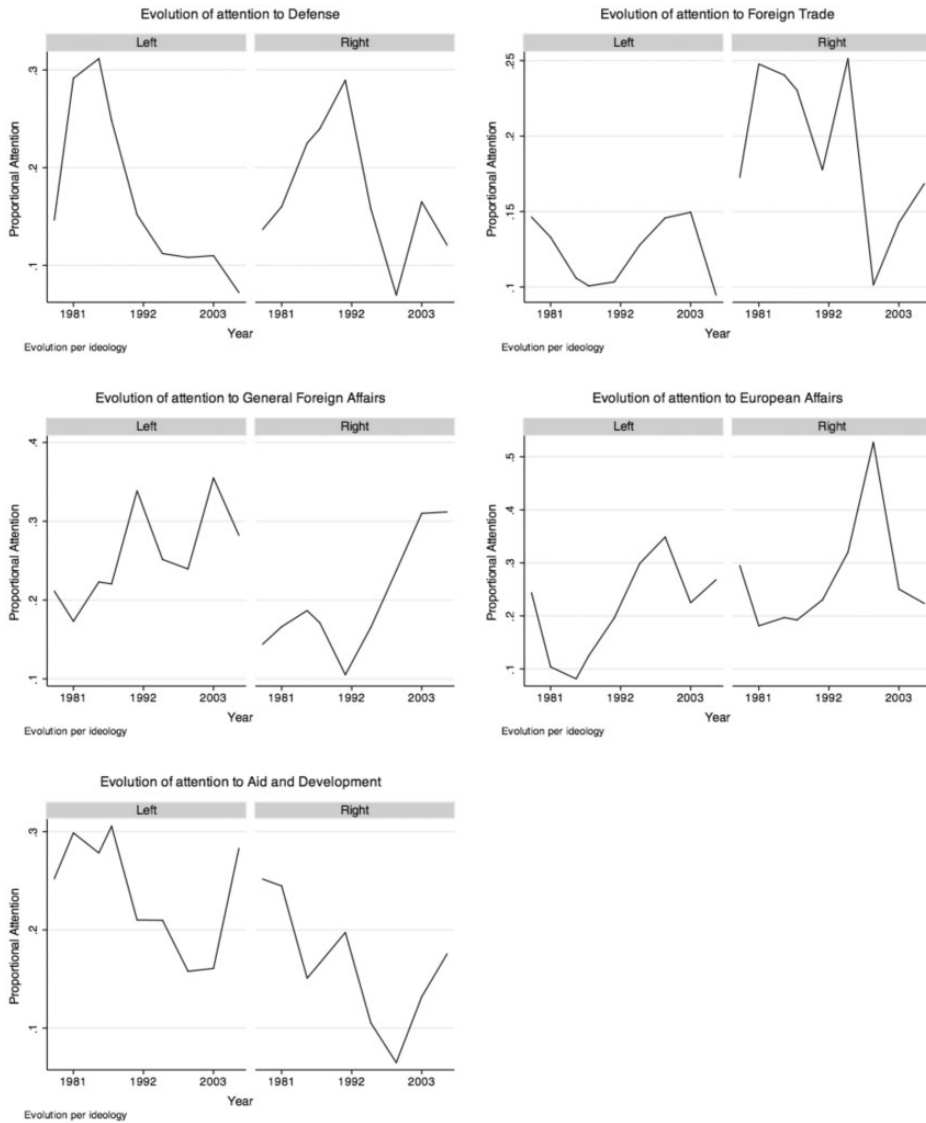 Evolution of attention to Defense
Left Right
.3
.2
.1
Proportional Attention
1981 1992 2003 1981 1992 2003
Year
Evolution per ideology
Evolution of attention to Foreign Trade
Left Right
.25
.2
.15
.1
Proportional Attention
1981 1992 2003 1981 1992 2003
Year
Evolution per ideology
Evolution of attention to General Foreign Affairs
Left Right
.4
.3
.2
.1
Proportional Attention
1981 1992 2003 1981 1992 2003
Year
Evolution per ideology
Evolution of attention to European Affairs
Left Right
.5
.4
.3
.2
.1
Proportional Attention
1981 1992 2003 1981 1992 2003
Year
Evolution per ideology
Evolution of attention to Aid and Development
Left Right
.3
.2
.1
Proportional Attention
1981 1992 2003 1981 1992 2003
Year
Evolution per ideology